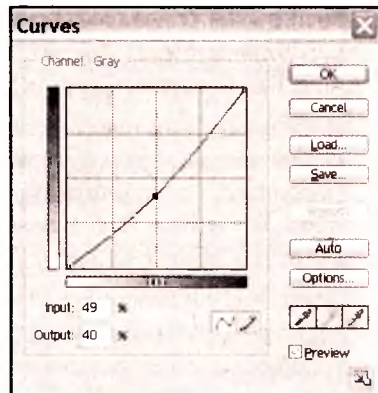 Curves
Channel: Gray
OK
Cancel
Load...
Save...
Auto
Options...
Input: 49 %
Output: 40 %
Preview